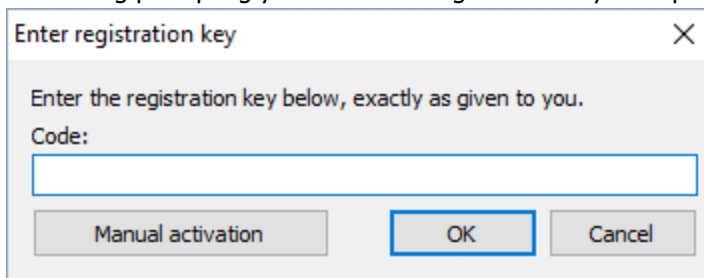 Enter registration key
Enter the registration key below, exactly as given to you.
Code:
Manual activation OK Cancel